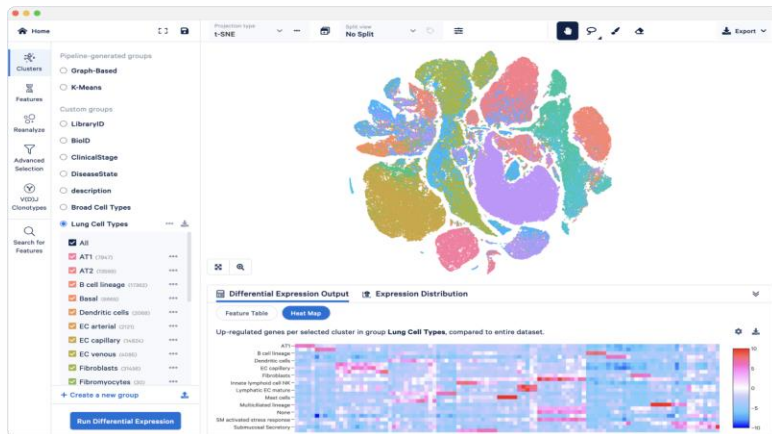 Home
Projection type
t-SNE
Split view
No Split
Export
Clusters
Features
Reanalyze
Advanced
Selection
V(D)J
Clonotypes
Search for
Features
Pipeline-generated groups
Graph-Based
K-Means
Custom groups
LibraryID
BioID
ClinicalStage
DiseaseState
description
Broad Cell Types
Lung Cell Types
All
AT1
AT2
B cell lineage
Basal
Dendritic cells
EC arterial
EC capillary
EC venous
Fibroblasts
Fibromyocytes
+ Create a new group
Run Differential Expression
Differential Expression Output
Expression Distribution
Feature Table
Heat Map
Up-regulated genes per selected cluster in group Lung Cell Types, compared to entire dataset.
AT1
B cell lineage
Dendritic cells
EC capillary
Fibroblasts
Innate lymphoid cell NK
Lymphatic EC mature
Mast cells
Multiciliated lineage
None
SM activated stress response
Submucosal Secretory
10
5
0
-5
-10